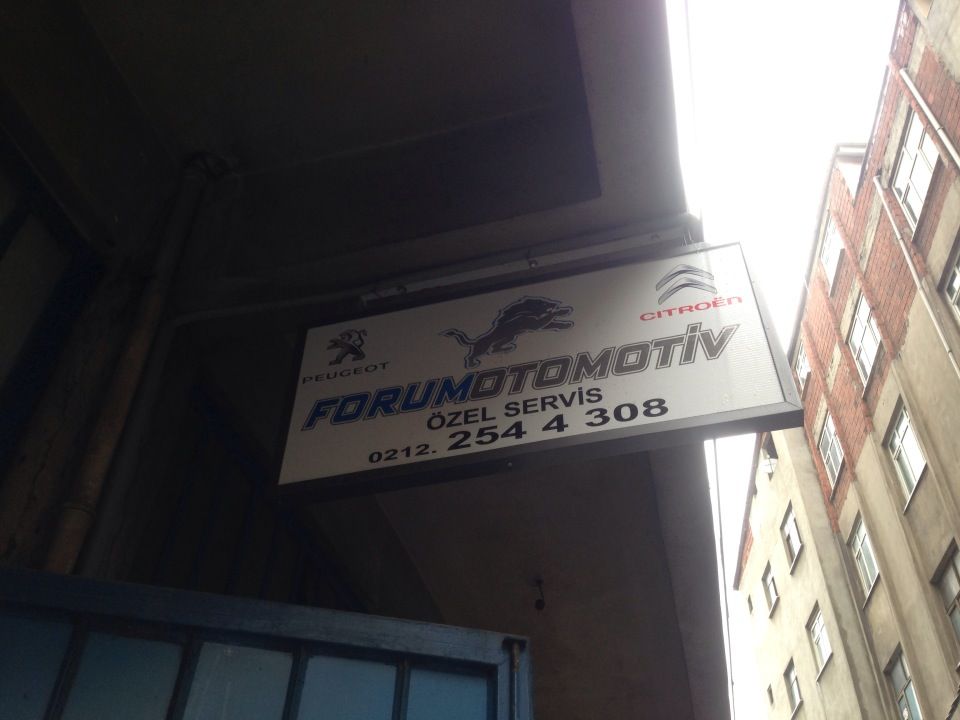 PEUGEOT
CITROËN
FORUMOTOMOTİV
ÖZEL SERVİS
0212. 254 4 308